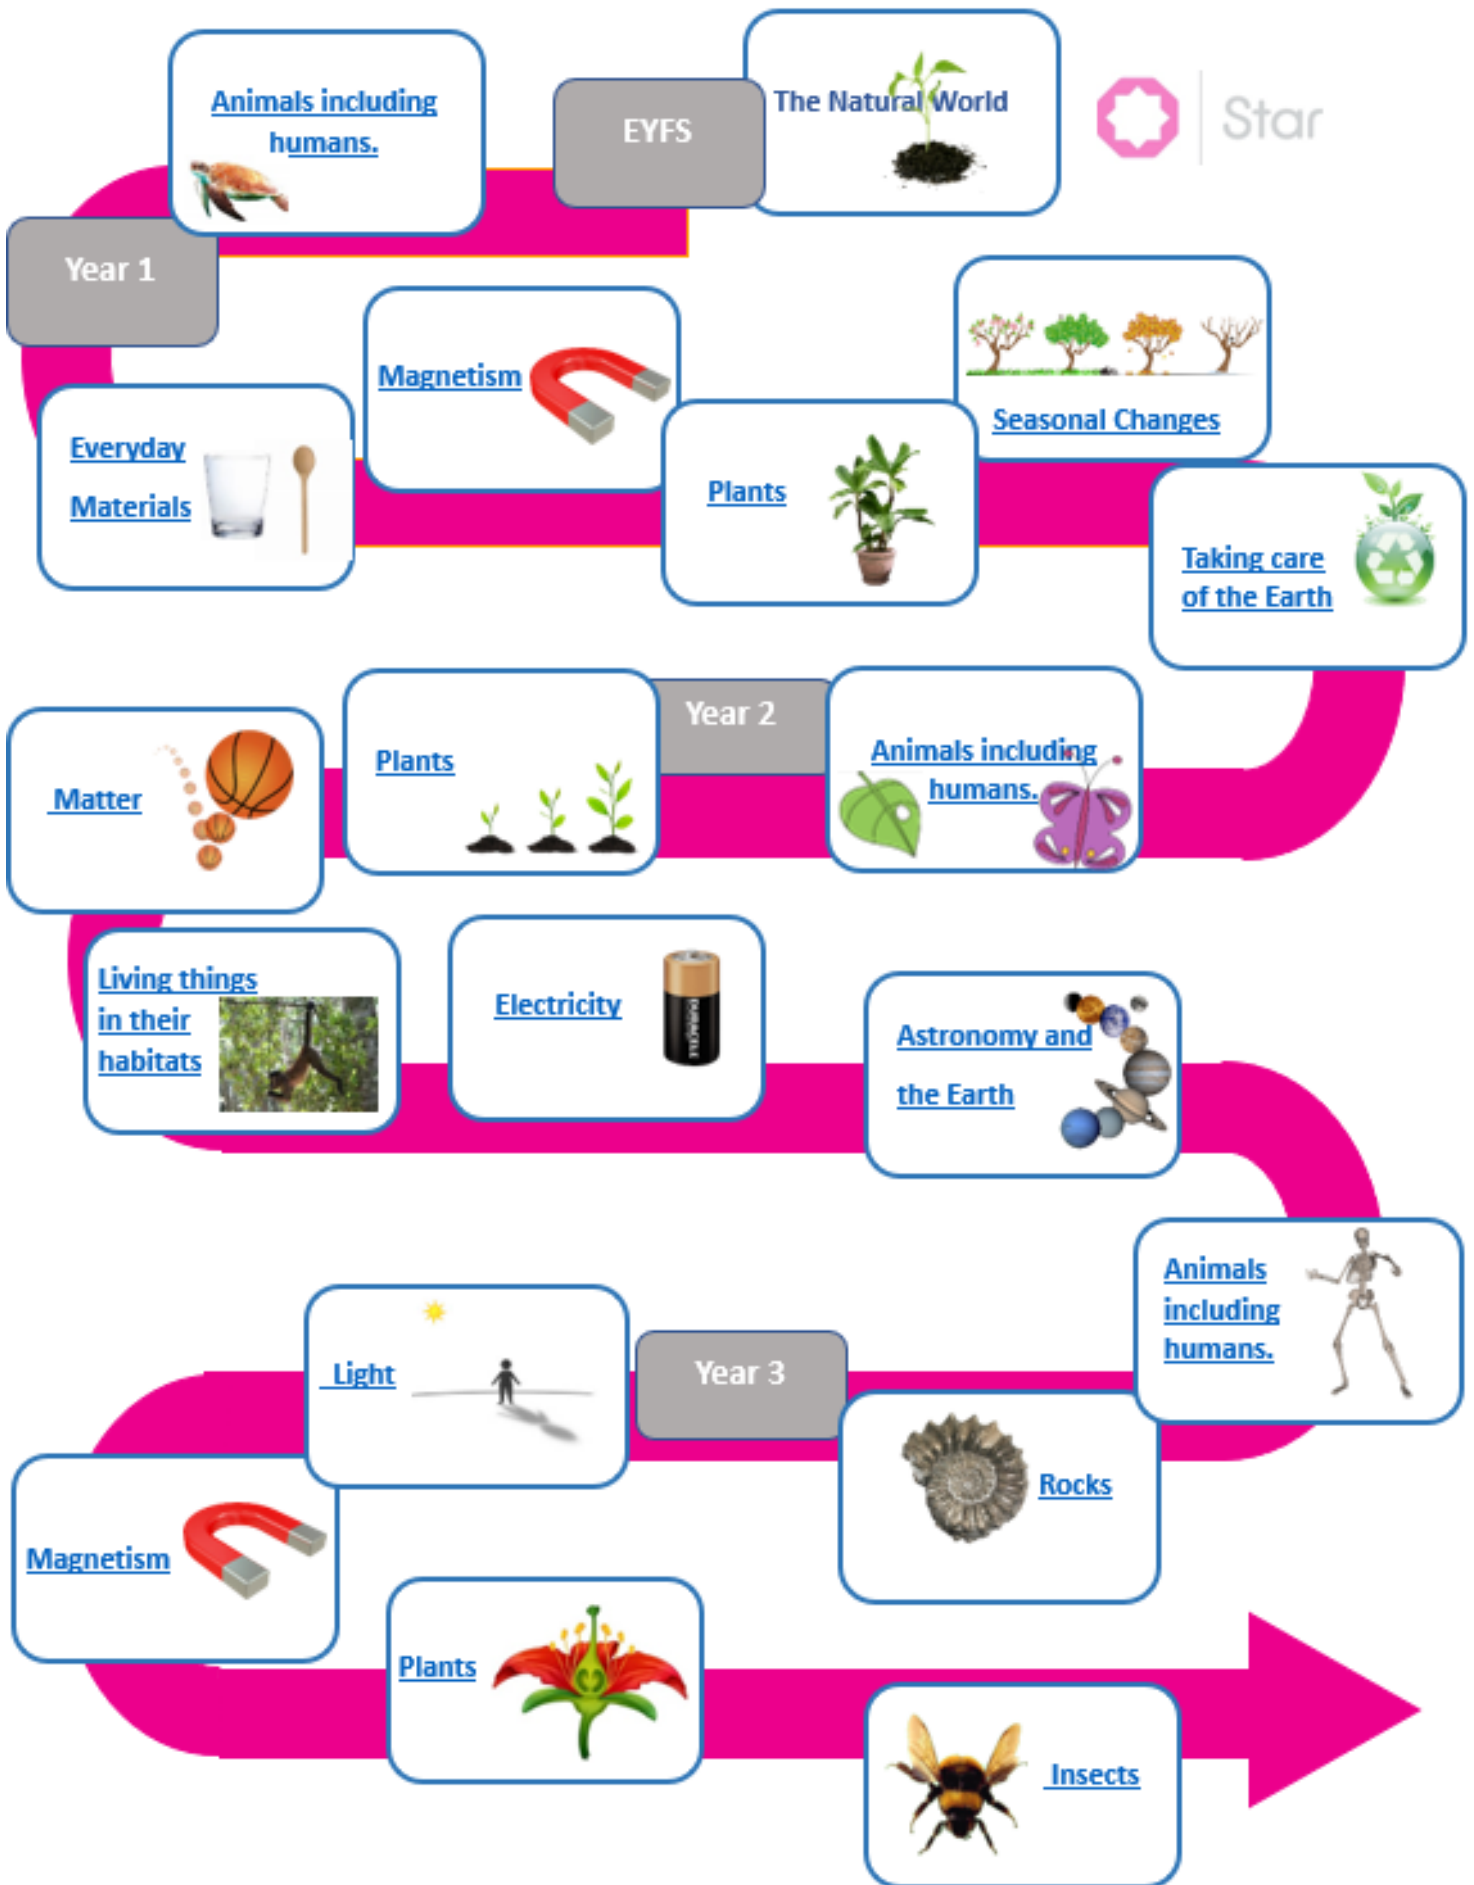 The Natural World
Star
EYFS
Animals including
humans.
Year 1
Everyday
Materials
Magnetism
Plants
Seasonal Changes
Taking care
of the Earth
Animals including
humans.
Year 2
Plants
Matter
Living things
in their
habitats
Electricity
DURACELL
Astronomy and
the Earth
Animals
including
humans.
Rocks
Year 3
Light
Magnetism
Plants
Insects